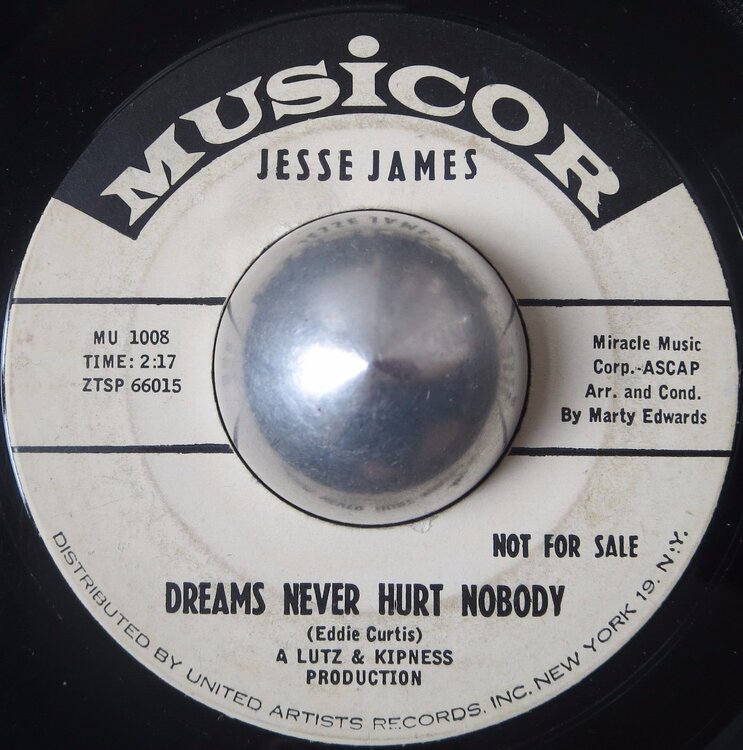 MUSiCOR
JESSE JAMES
MU 1008
TIME: 2:17
ZTSP 66015
Miracle Music
Corp.-ASCAP
Arr. and Cond.
By Marty Edwards
NOT FOR SALE
DREAMS NEVER HURT NOBODY
(Eddie Curtis)
A LUTZ & KIPNESS
PRODUCTION
DISTRIBUTED BY UNITED ARTISTS RECORDS, INC. NEW YORK 19, N.Y.